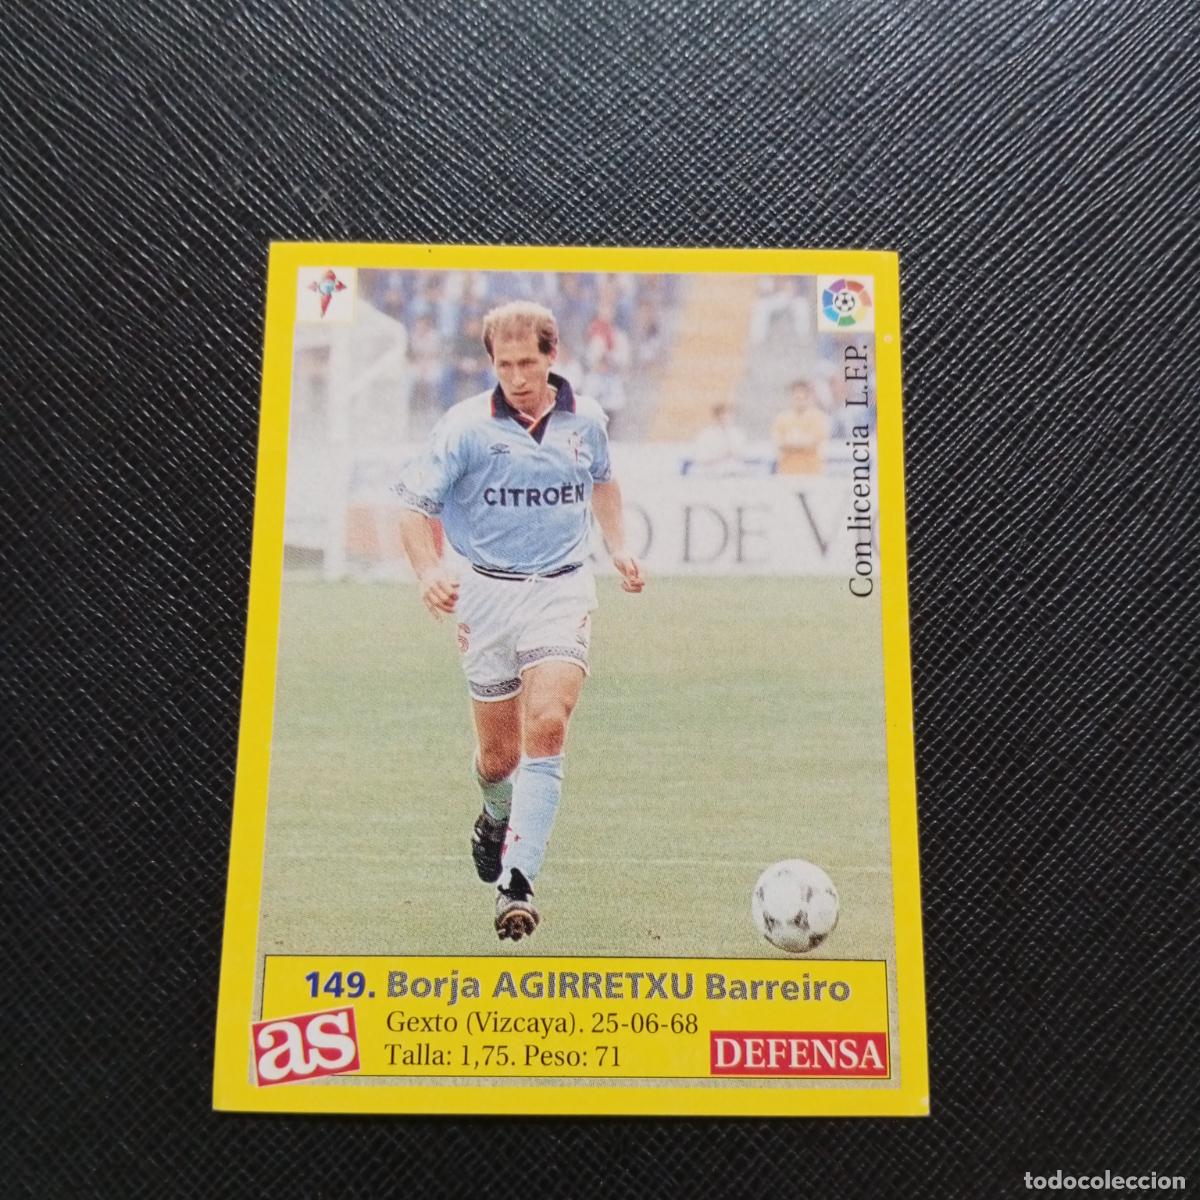 Con licencia L.F.P.
CITROËN
O DE V
149. Borja AGIRRETXU Barreiro
as
Gexto (Vizcaya). 25-06-68
Talla: 1,75. Peso: 71
DEFENSA
todocoleccion